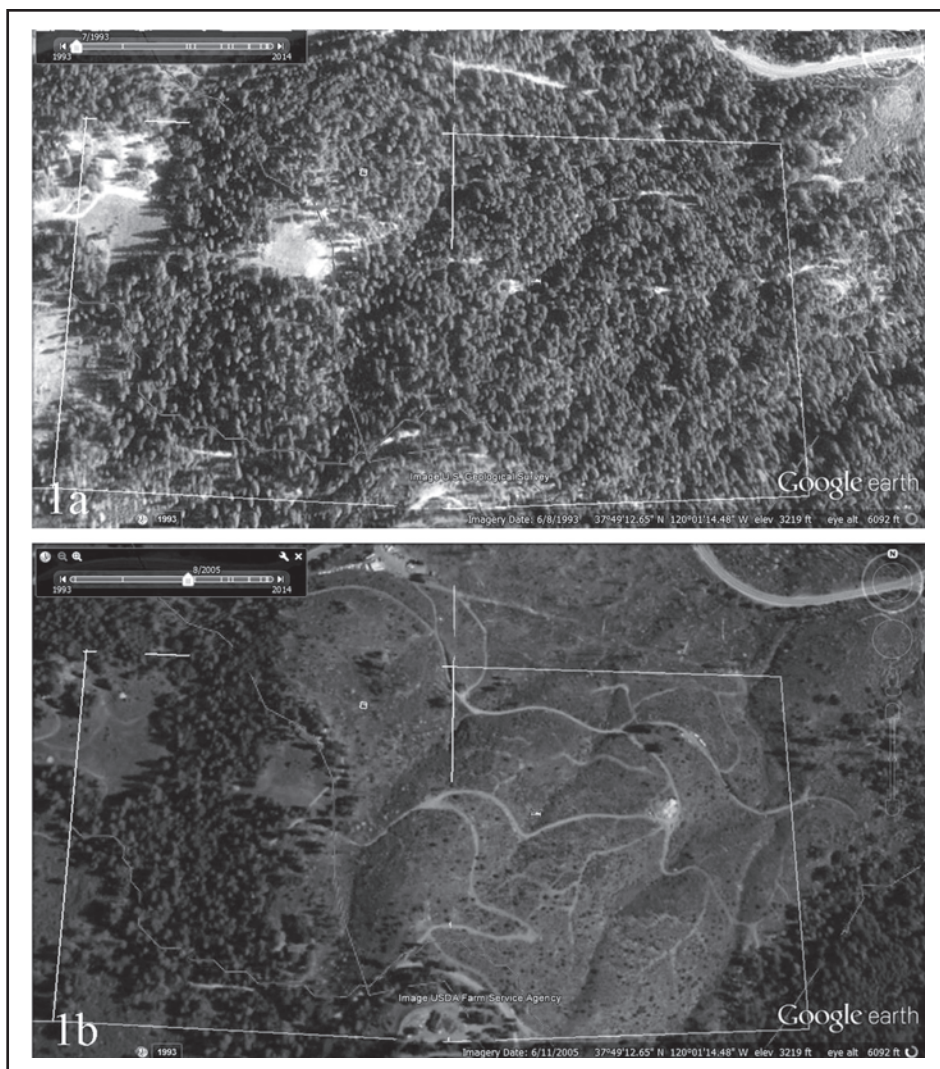 7/1993
1993 2014
Image U.S. Geological Survey
Google earth
1a
1993
Imagery Date: 6/8/1993 37°49'12.65" N 120°01'14.48" W elev 3219 ft eye alt 6092 ft
8/2005
1993 2014
N
Image USDA Farm Service Agency
Google earth
1b
1993
Imagery Date: 6/11/2005 37°49'12.65" N 120°01'14.48" W elev 3219 ft eye alt 6092 ft